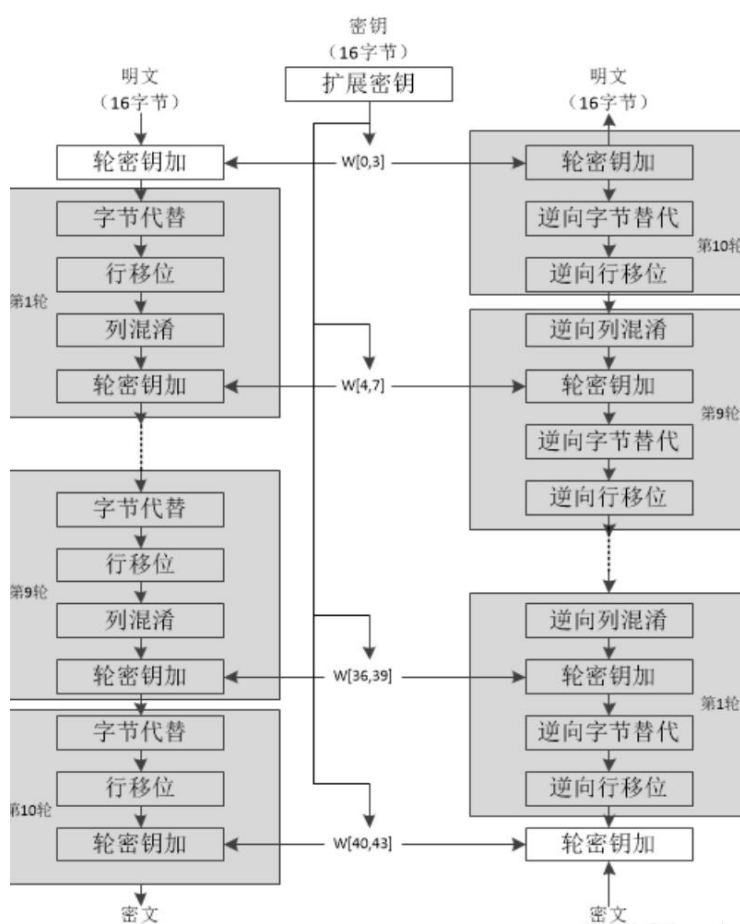 密钥
（16字节）
扩展密钥
明文
（16字节）
轮密钥加
字节代替
行移位
列混淆
轮密钥加
第1轮
字节代替
行移位
列混淆
轮密钥加
第9轮
字节代替
行移位
轮密钥加
第10轮
密文
W[0,3]
W[4,7]
W[36,39]
W[40,43]
明文
（16字节）
轮密钥加
逆向字节替代
逆向行移位
第10轮
逆向列混淆
轮密钥加
逆向字节替代
逆向行移位
第9轮
逆向列混淆
轮密钥加
逆向字节替代
逆向行移位
第1轮
轮密钥加
密文